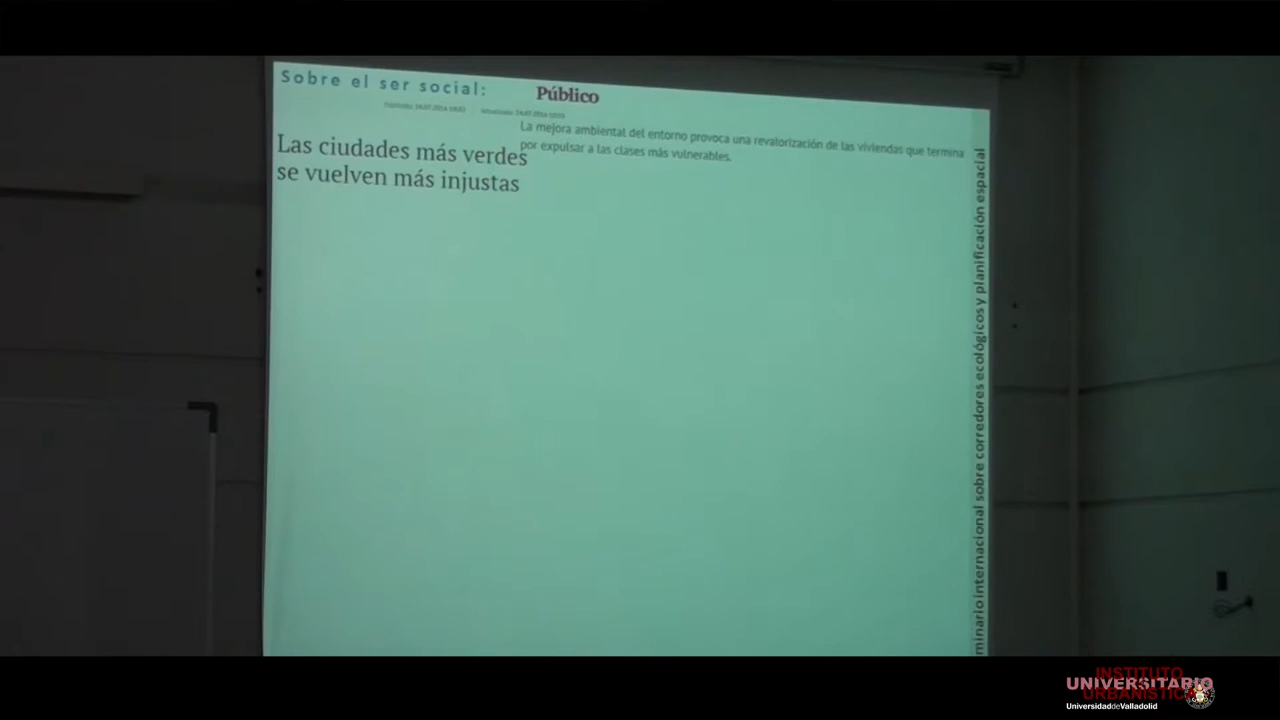 Sobre el ser social:
Público
Las ciudades más verdes
se vuelven más injustas
La mejora ambiental del entorno provoca una revalorización de las viviendas que termina
por expulsar a las clases más vulnerables.
minario internacional sobre corredores ecológicos y planificación espacial
INSTITUTO
UNIVERSITARIO
URBANÍSTICA
UniversidaddeValladolid